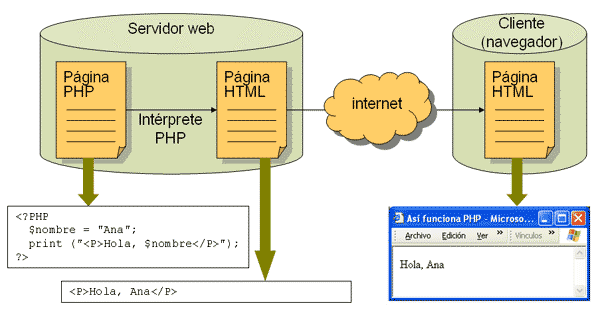 Servidor web
Cliente
(navegador)
Página
PHP
Intérprete
PHP
Página
HTML
internet
Página
HTML
<?PHP
$nombre = "Ana";
print ("<P>Hola, $nombre</P>");
?>
<P>Hola, Ana</P>
Así funciona PHP - Microso...
Archivo Edición Ver » Vínculos »
Hola, Ana